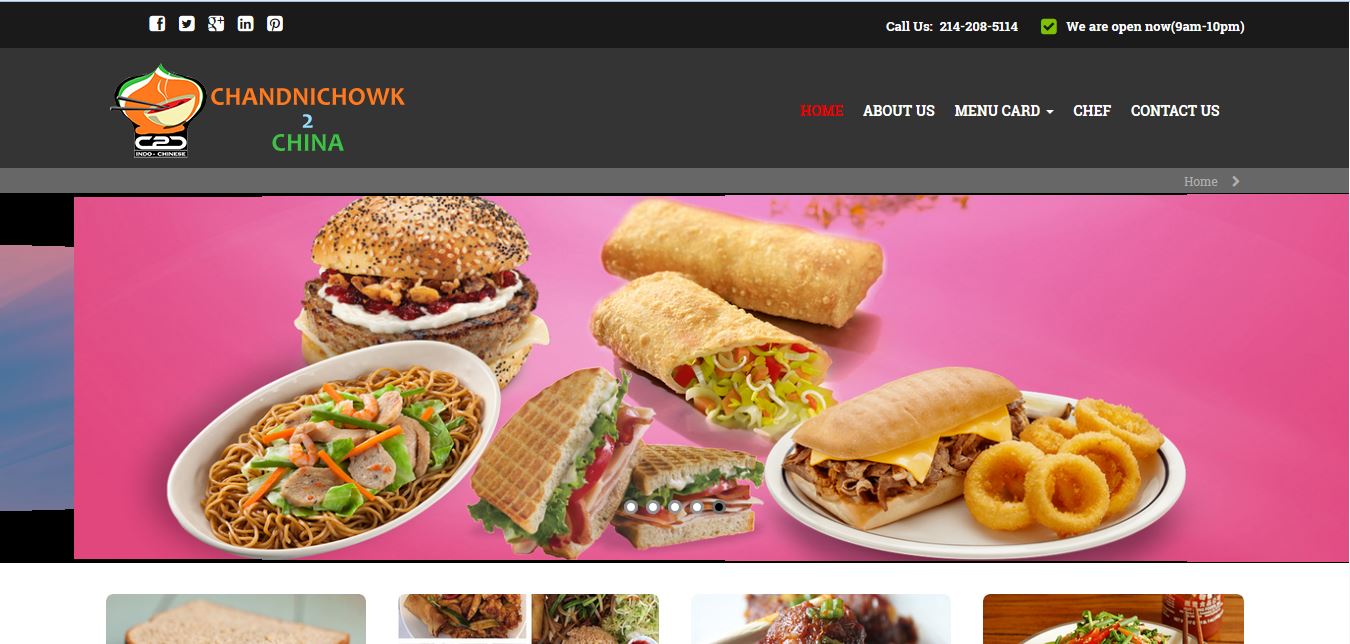 Call Us: 214-208-5114 We are open now(9am-10pm)
CHANDNICHOWK
2
CHINA
C2C
INDO - CHINESE
HOME ABOUT US MENU CARD CHEF CONTACT US
Home